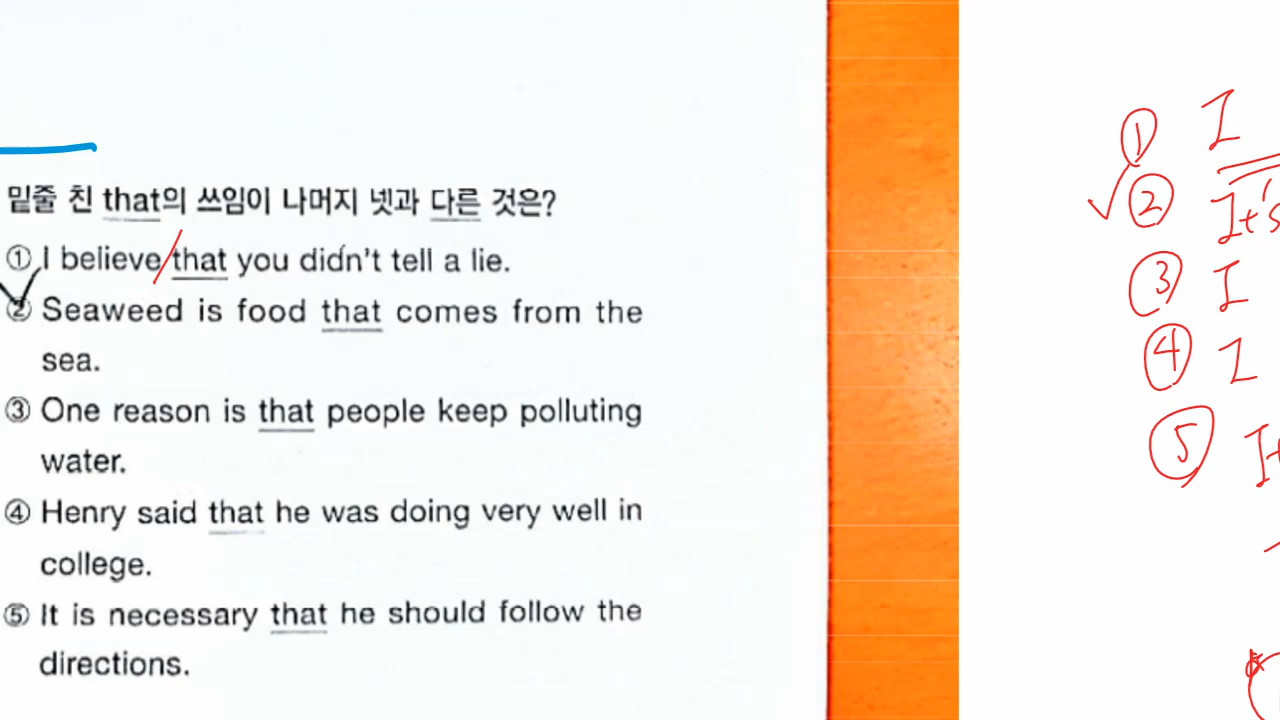 밑줄 친 that의 쓰임이 나머지 넷과 다른 것은?
① I believe that you didn't tell a lie.
② Seaweed is food that comes from the
sea.
③ One reason is that people keep polluting
water.
④ Henry said that he was doing very well in
college.
⑤ It is necessary that he should follow the
directions.
① I
② It's
③ I
④ I
⑤ It